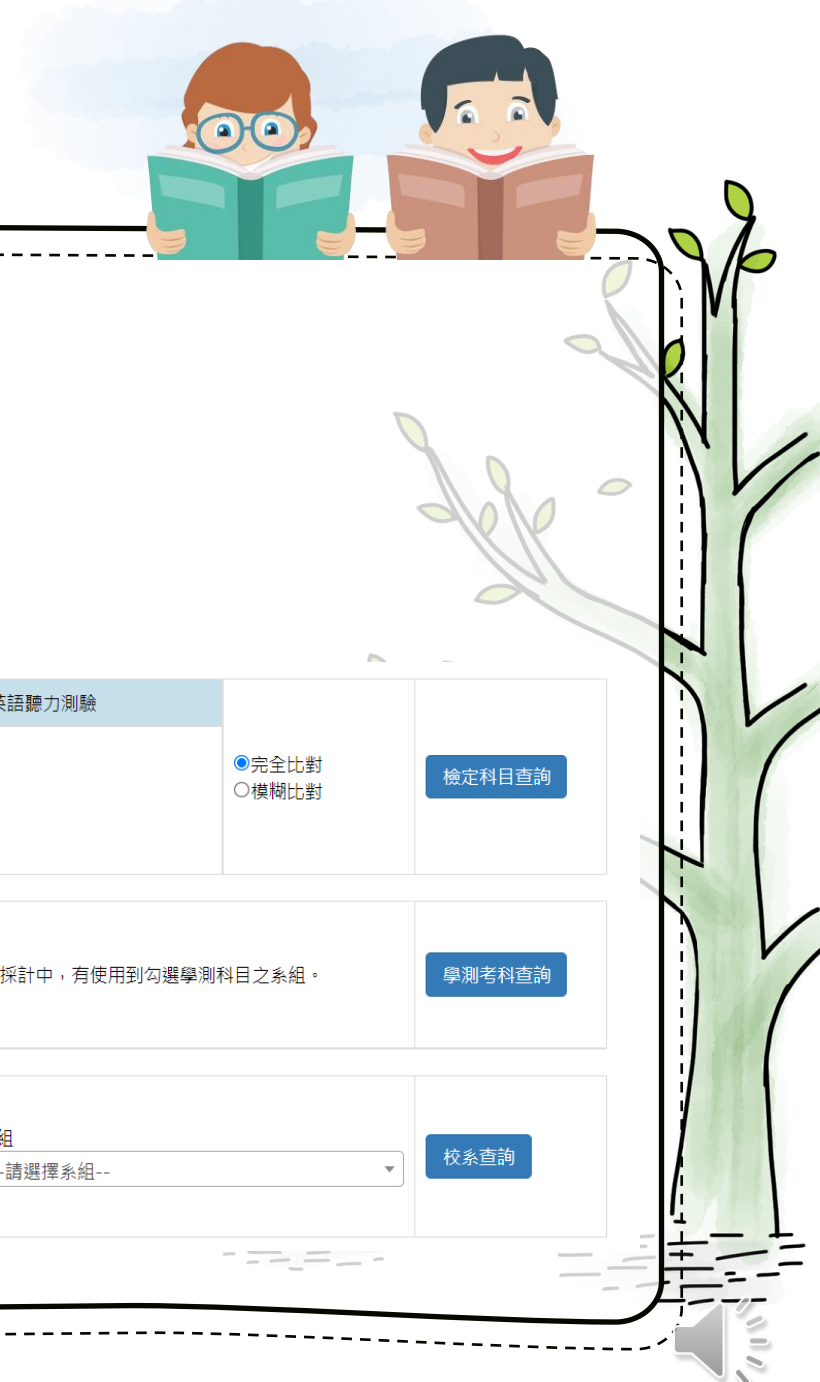 英語聽力測驗
完全比對
模糊比對
檢定科目查詢
採計中，有使用到勾選學測科目之系組。
學測考科查詢
組
-請選擇系組--
校系查詢